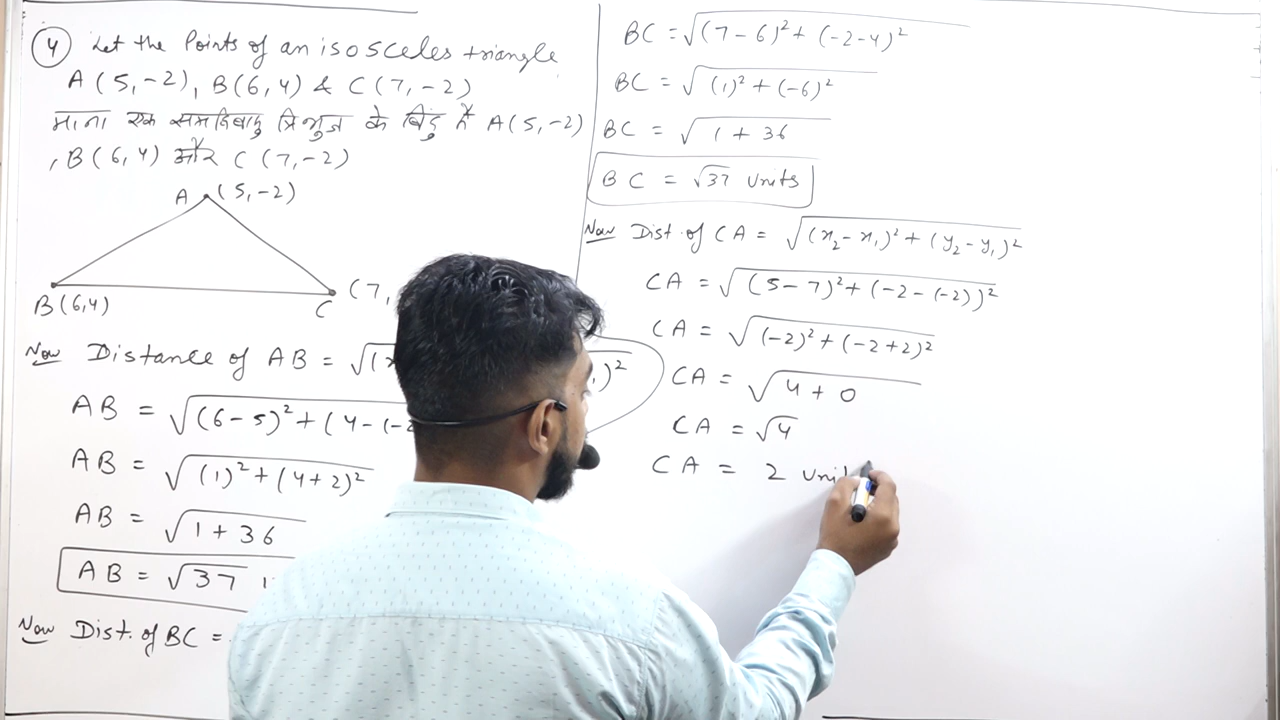 4 Let the Points of an isosceles triangle
A(5,-2), B(6,4) & C(7,-2)
माना एक समद्विबाहु त्रिभुज के बिंदु हैं A(5,-2)
, B(6,4) और C(7,-2)
A (5,-2)
B(6,4)
C (7,
Now Distance of AB = √(x )²
AB = √(6-5)² + (4-(-2
AB = √(1)² + (4+2)²
AB = √1+36
AB = √37
Now Dist. of BC =
BC = √(7-6)² + (-2-4)²
BC = √(1)² + (-6)²
BC = √1+36
BC = √37 units
Now Dist. of CA = √(x₂-x₁)² + (y₂-y₁)²
CA = √(5-7)² + (-2-(-2))²
CA = √(-2)² + (-2+2)²
CA = √4+0
CA = √4
CA = 2 unit